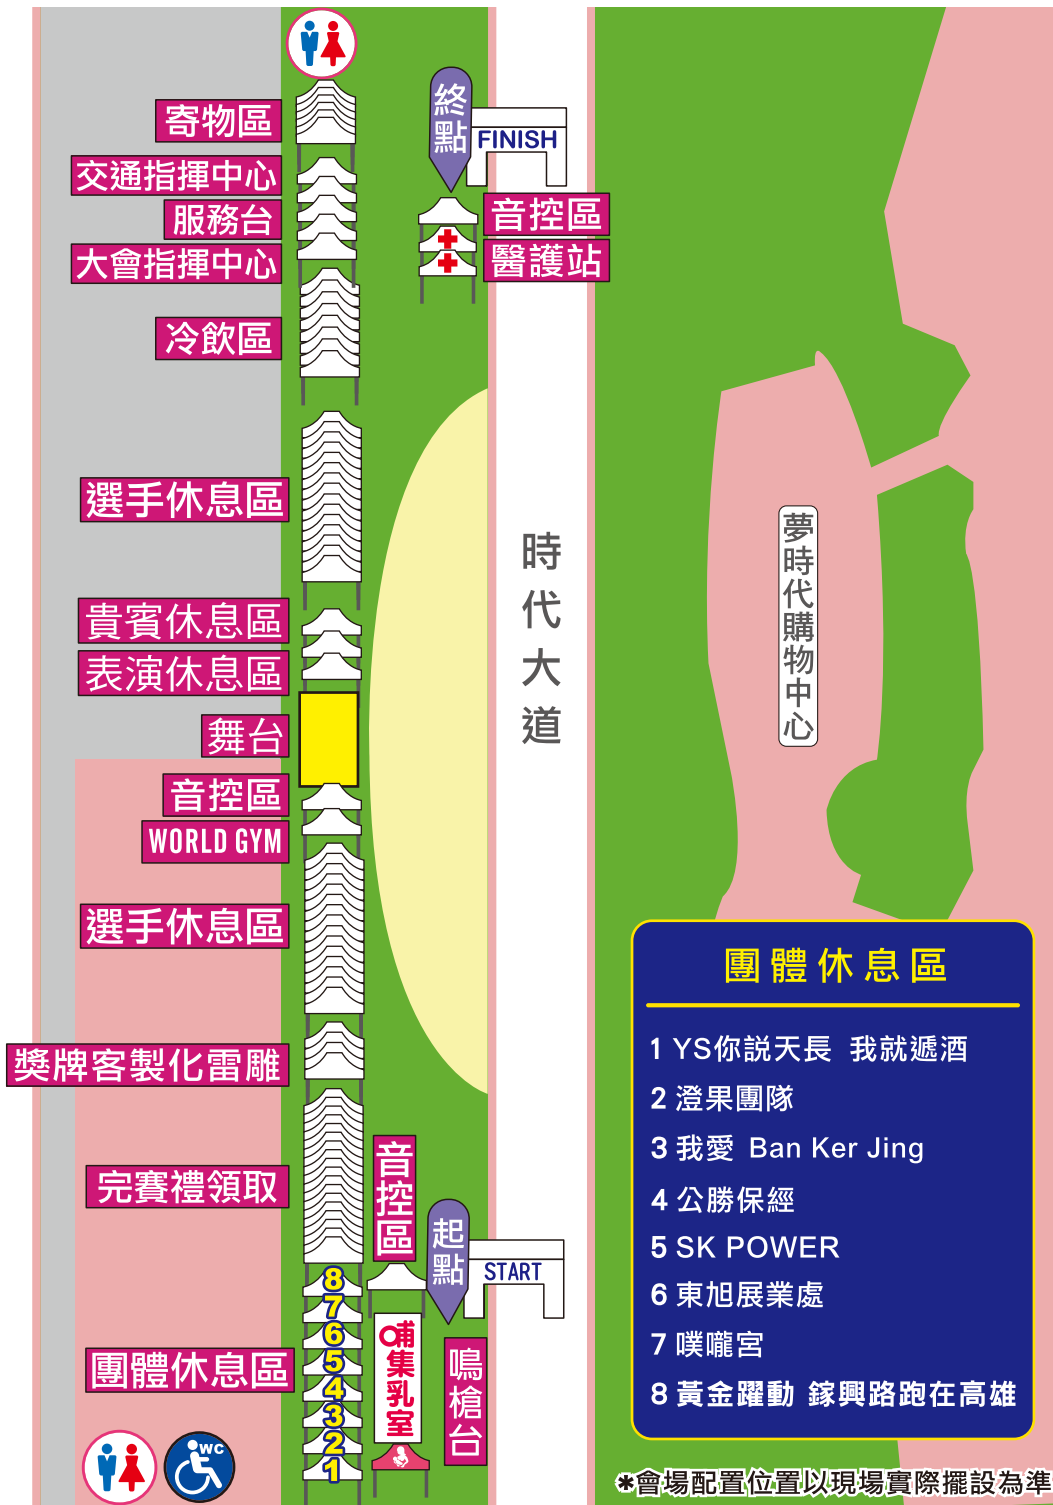 終點
FINISH
寄物區
交通指揮中心
服務台
大會指揮中心
音控區
醫護站
冷飲區
選手休息區
時代大道
夢時代購物中心
貴賓休息區
表演休息區
舞台
音控區
WORLD GYM
選手休息區
獎牌客製化雷雕
完賽禮領取
音控區
起點
START
8
7
6
5
4
3
2
1
團體休息區
哺集乳室
鳴槍台
WC
團體休息區
1 YS你説天長 我就遞酒
2 澄果團隊
3 我愛 Ban Ker Jing
4 公勝保經
5 SK POWER
6 東旭展業處
7 噗嚨宮
8 黃金躍動 鎵興路跑在高雄
*會場配置位置以現場實際擺設為準